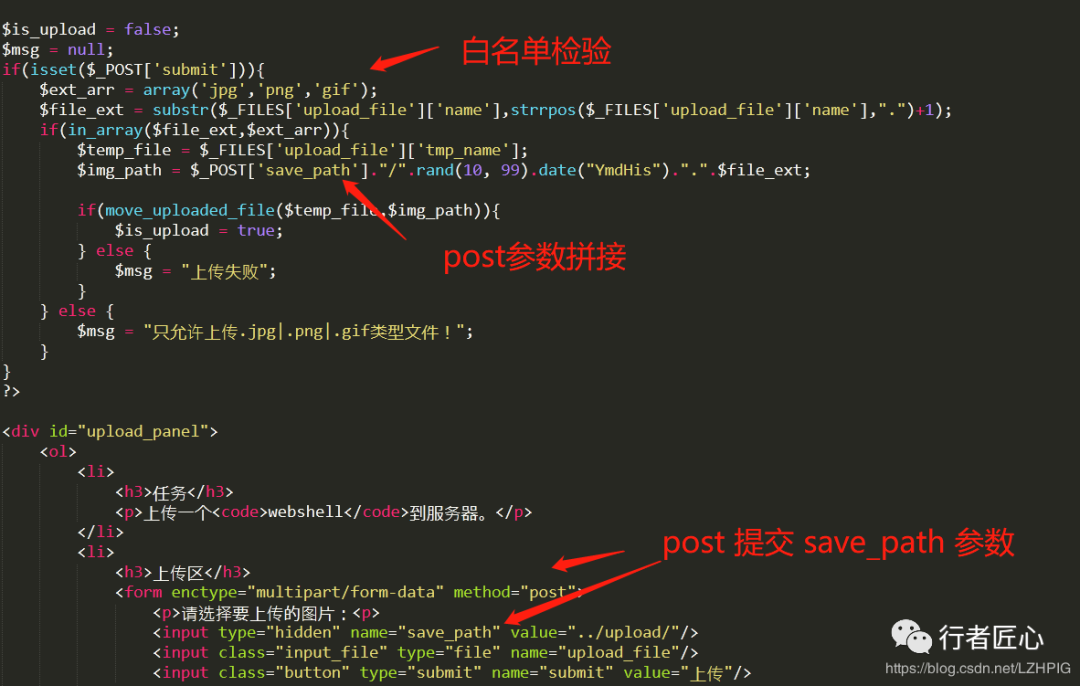 $is_upload = false;
$msg = null;
白名单检验
if(isset($_POST['submit'])){
$ext_arr = array('jpg','png','gif');
$file_ext = substr($_FILES['upload_file']['name'],strrpos($_FILES['upload_file']['name'],".")+1);
if(in_array($file_ext,$ext_arr)){
$temp_file = $_FILES['upload_file']['tmp_name'];
$img_path = $_POST['save_path']."/".rand(10, 99).date("YmdHis").".".$file_ext;
if(move_uploaded_file($temp_file,$img_path)){
$is_upload = true;
post参数拼接
} else {
$msg = "上传失败";
}
} else {
$msg = "只允许上传.jpg|.png|.gif类型文件！";
}
}
?>
<div id="upload_panel">
<ol>
<li>
<h3>任务</h3>
<p>上传一个<code>webshell</code>到服务器。</p>
</li>
<li>
post 提交 save_path 参数
<h3>上传区</h3>
<form enctype="multipart/form-data" method="post">
<p>请选择要上传的图片：<p>
<input type="hidden" name="save_path" value="../upload/"/>
<input class="input_file" type="file" name="upload_file"/>
<input class="button" type="submit" name="submit" value="上传"/>
行者匠心
https://blog.csdn.net/LZHPIG